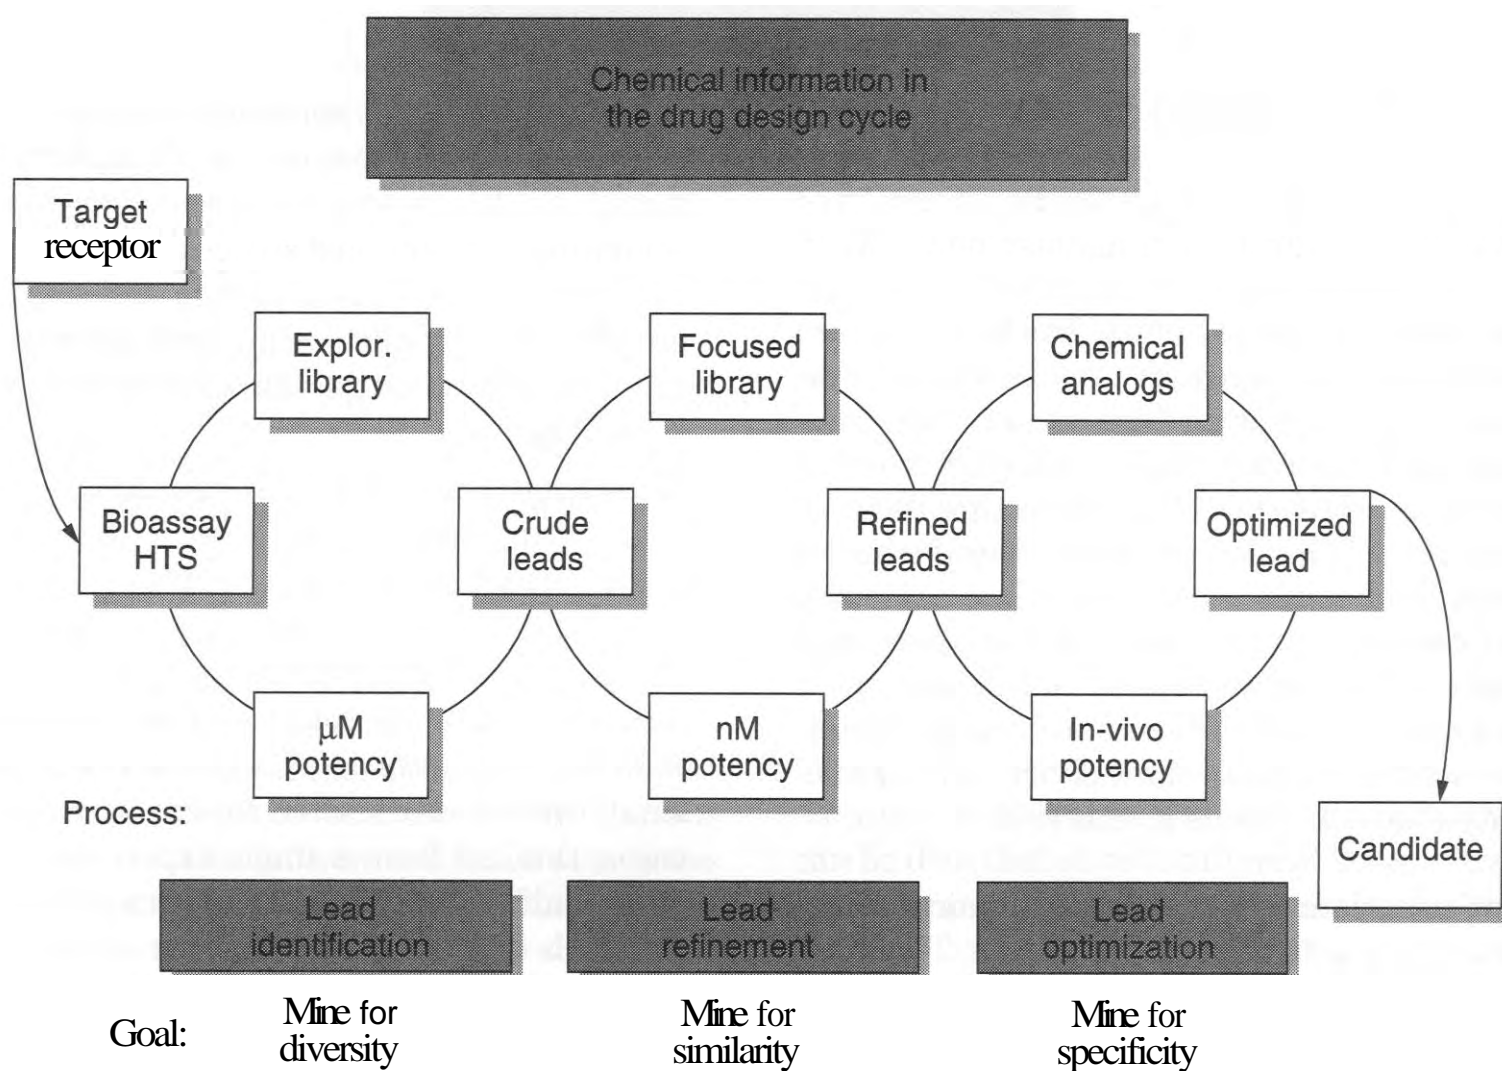 Chemical information in
the drug design cycle
Target
receptor
Explor.
library
Focused
library
Chemical
analogs
Bioassay
HTS
Crude
leads
Refined
leads
Optimized
lead
μM
potency
nM
potency
In-vivo
potency
Process:
Candidate
Lead
identification
Lead
refinement
Lead
optimization
Goal:
Mine for
diversity
Mine for
similarity
Mine for
specificity